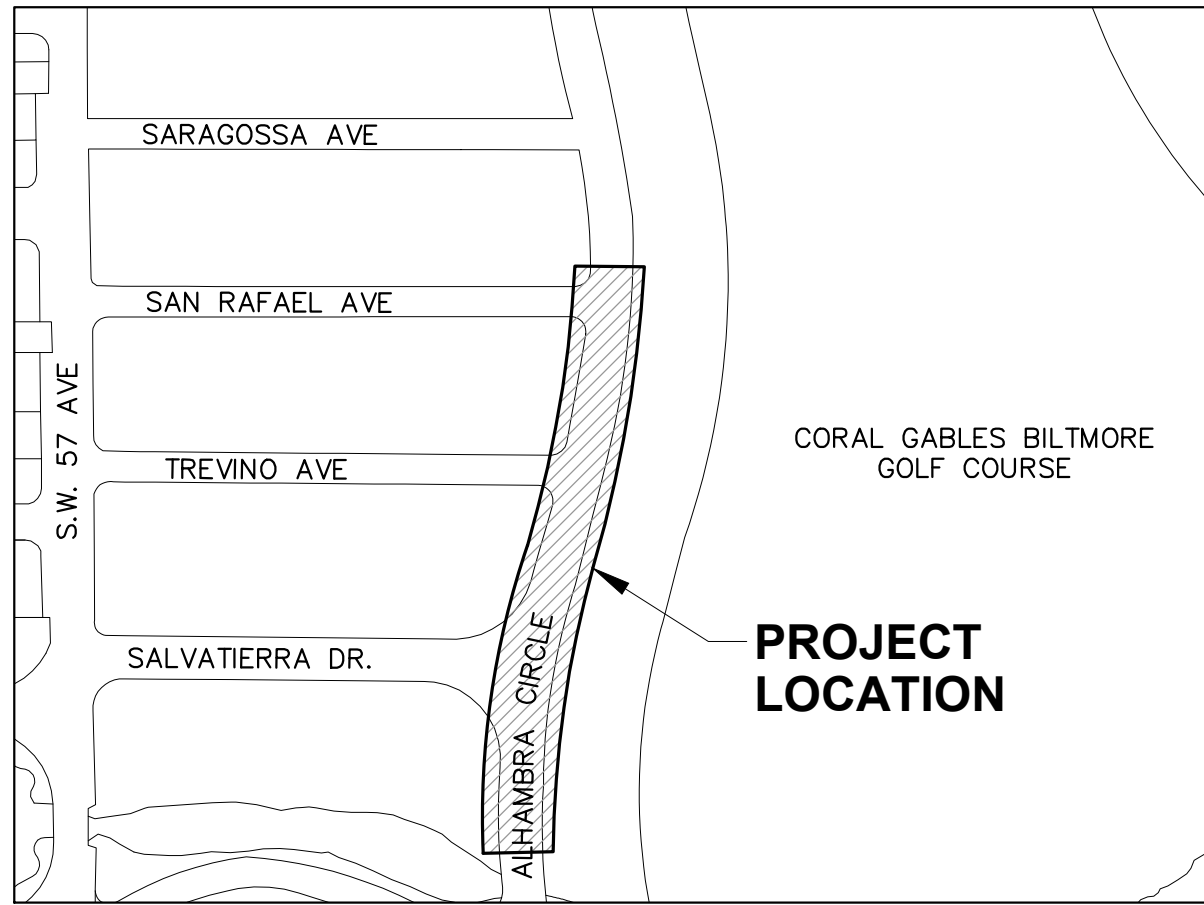 SARAGOSSA AVE
SAN RAFAEL AVE
S.W. 57 AVE
TREVINO AVE
CORAL GABLES BILTMORE
GOLF COURSE
SALVATIERRA DR.
ALHAMBRA CIRCLE
PROJECT
LOCATION